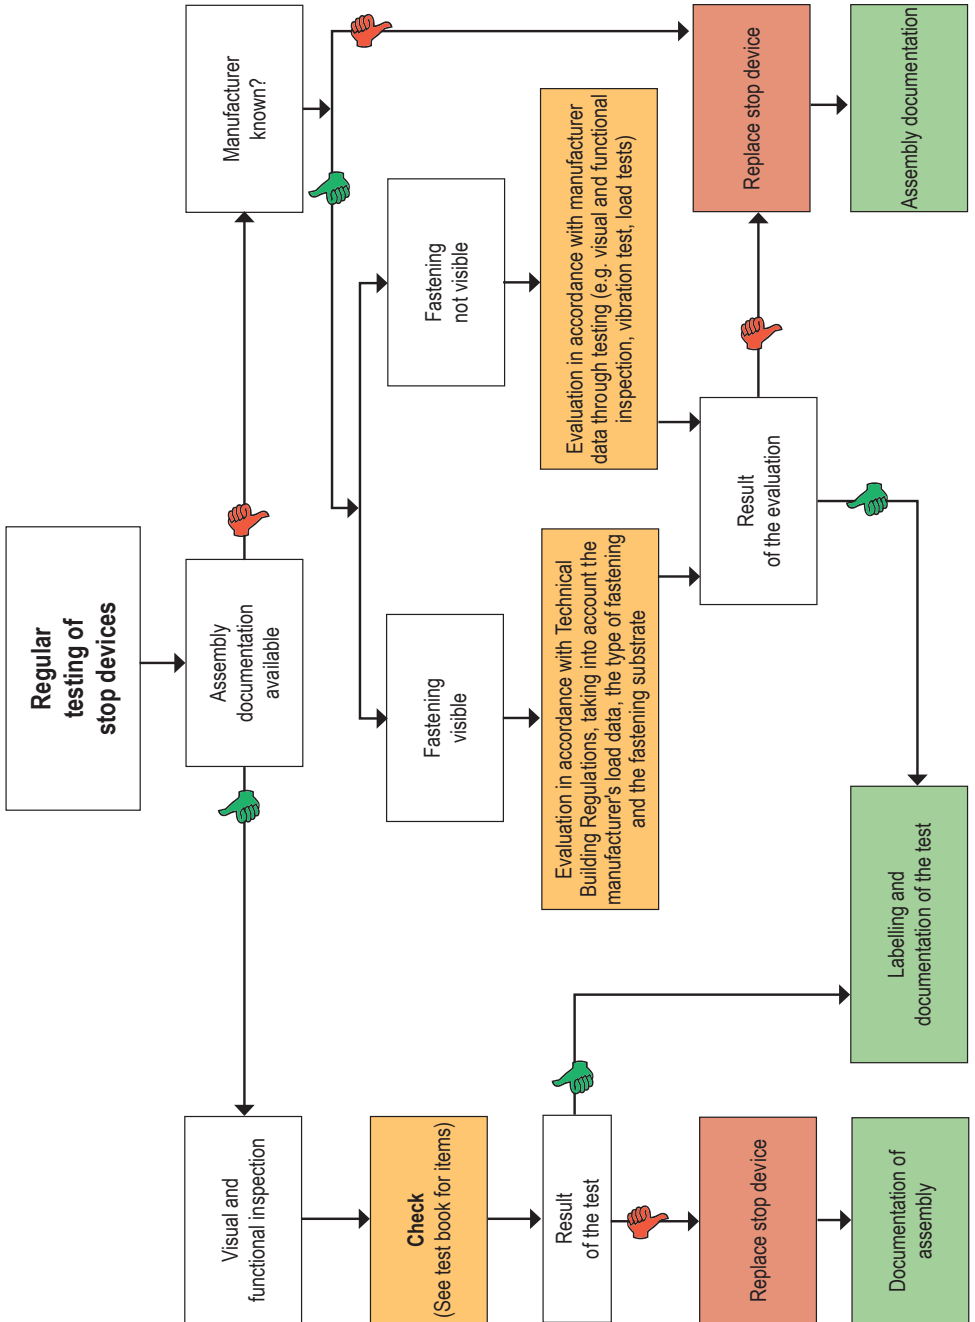 Regular
testing of
stop devices
Assembly
documentation
available
Visual and
functional inspection
Manufacturer
known?
Check
(See test book for items)
Fastening
visible
Fastening
not visible
Result
of the test
Evaluation in accordance with Technical
Building Regulations, taking into account the
manufacturer's load data, the type of fastening
and the fastening substrate
Evaluation in accordance with manufacturer
data through testing (e.g. visual and functional
inspection, vibration test, load tests)
Result
of the evaluation
Replace stop device
Replace stop device
Documentation of
assembly
Labelling and
documentation of the test
Assembly documentation